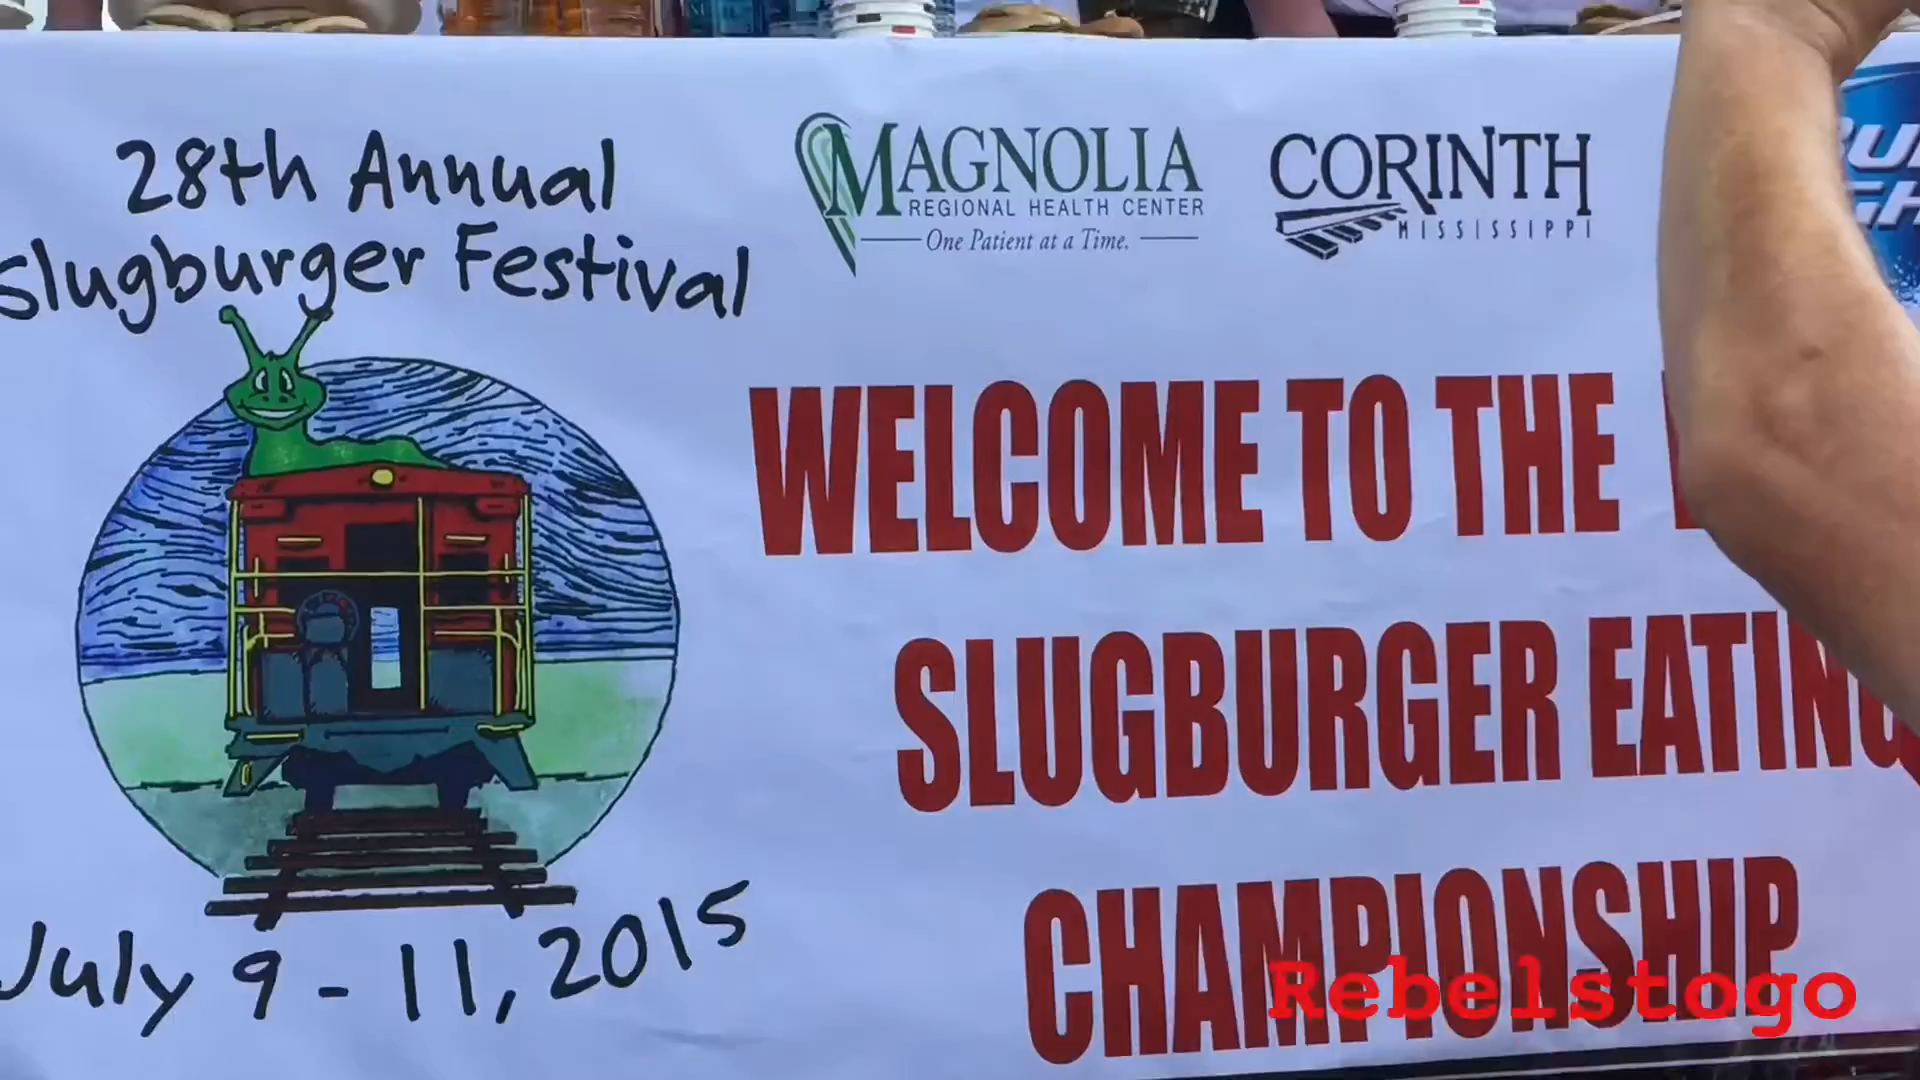 28th Annual
Slugburger Festival
July 9 - 11, 2015
MAGNOLIA
REGIONAL HEALTH CENTER
One Patient at a Time.
CORINTH
MISSISSIPPI
WELCOME TO THE
SLUGBURGER EATING
CHAMPIONSHIP
Rebelstogo